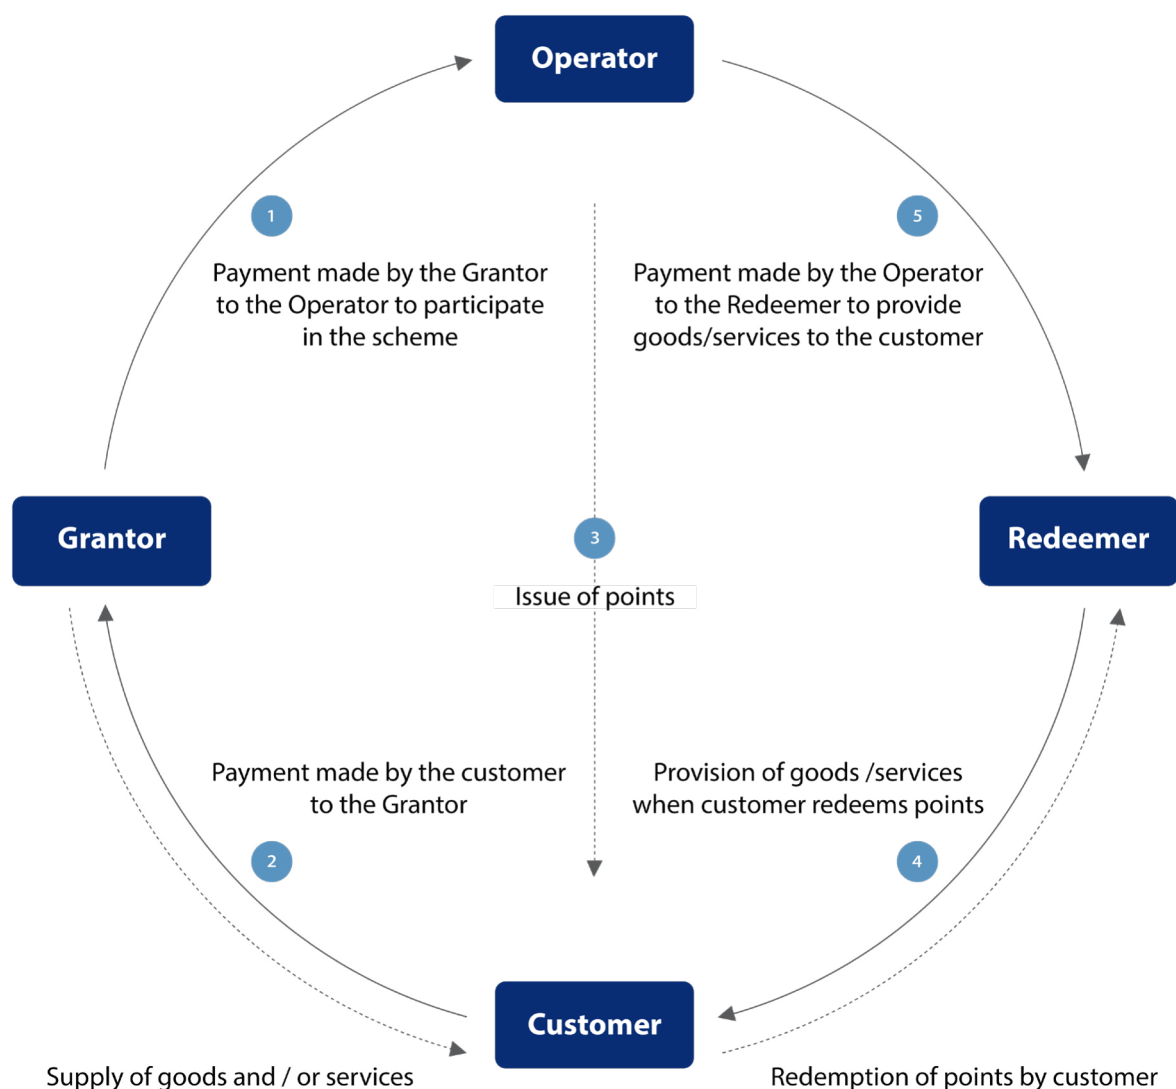 Operator
1
5
Payment made by the Grantor
to the Operator to participate
in the scheme
Payment made by the Operator
to the Redeemer to provide
goods/services to the customer
Grantor
3
Redeemer
Issue of points
Payment made by the customer
to the Grantor
Provision of goods /services
when customer redeems points
2
4
Customer
Supply of goods and / or services
Redemption of points by customer